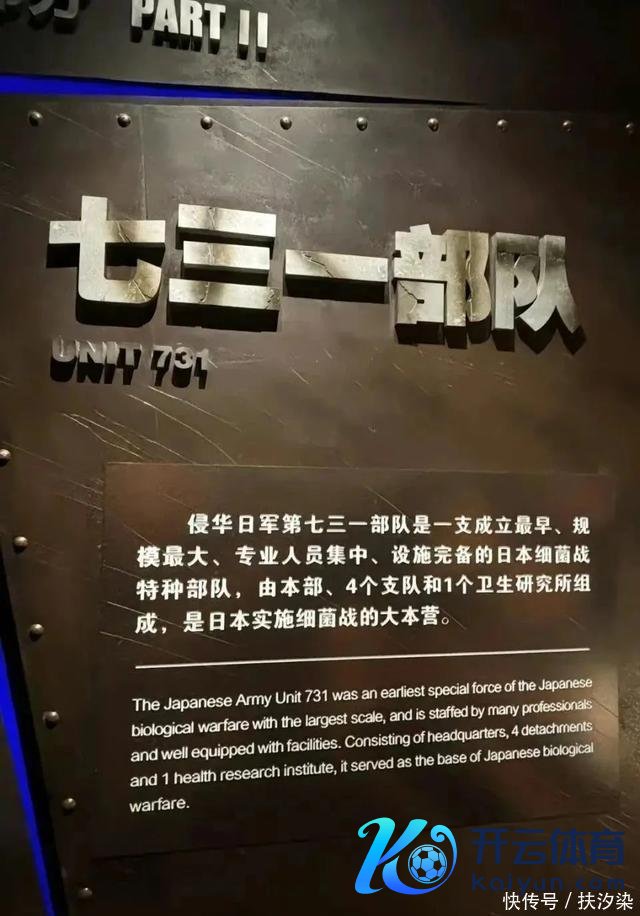 PART II
七三一部队
UNIT 731
侵华日军第七三一部队是一支成立最早、规
模最大、专业人员集中、设施完备的日本细菌战
特种部队，由本部、4个支队和1个卫生研究所组
成，是日本实施细菌战的大本营。
The Japanese Army Unit 731 was an earliest special force of the Japanese
biological warfare with the largest scale, and is staffed by many professionals
and well equipped with facilities. Consisting of headquarters, 4 detachments
and 1 health research institute, it served as the base of Japanese biological
warfare.
开云体育
Kaiyun.com
快传号／扶汐染